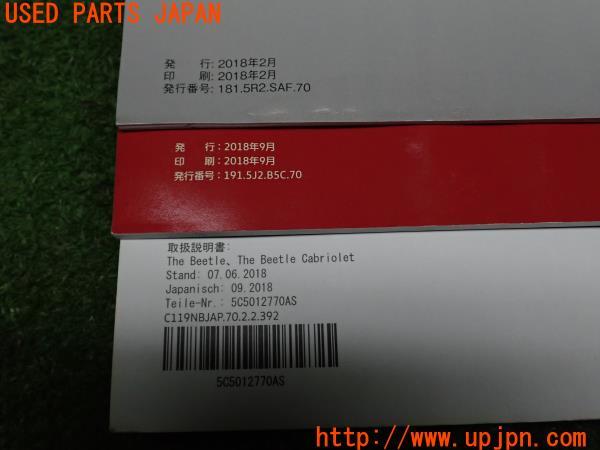 USED PARTS JAPAN
発　　行: 2018年2月
印　　刷: 2018年2月
発行番号: 181.5R2.SAF.70
発　　行: 2018年9月
印　　刷: 2018年9月
発行番号: 191.5J2.B5C.70
取扱説明書:
The Beetle、The Beetle Cabriolet
Stand: 07.06.2018
Japanisch: 09.2018
Teile-Nr.: 5C5012770AS
C119NBJAP.70.2.2.392
5C5012770AS
http://www.upjpn.com